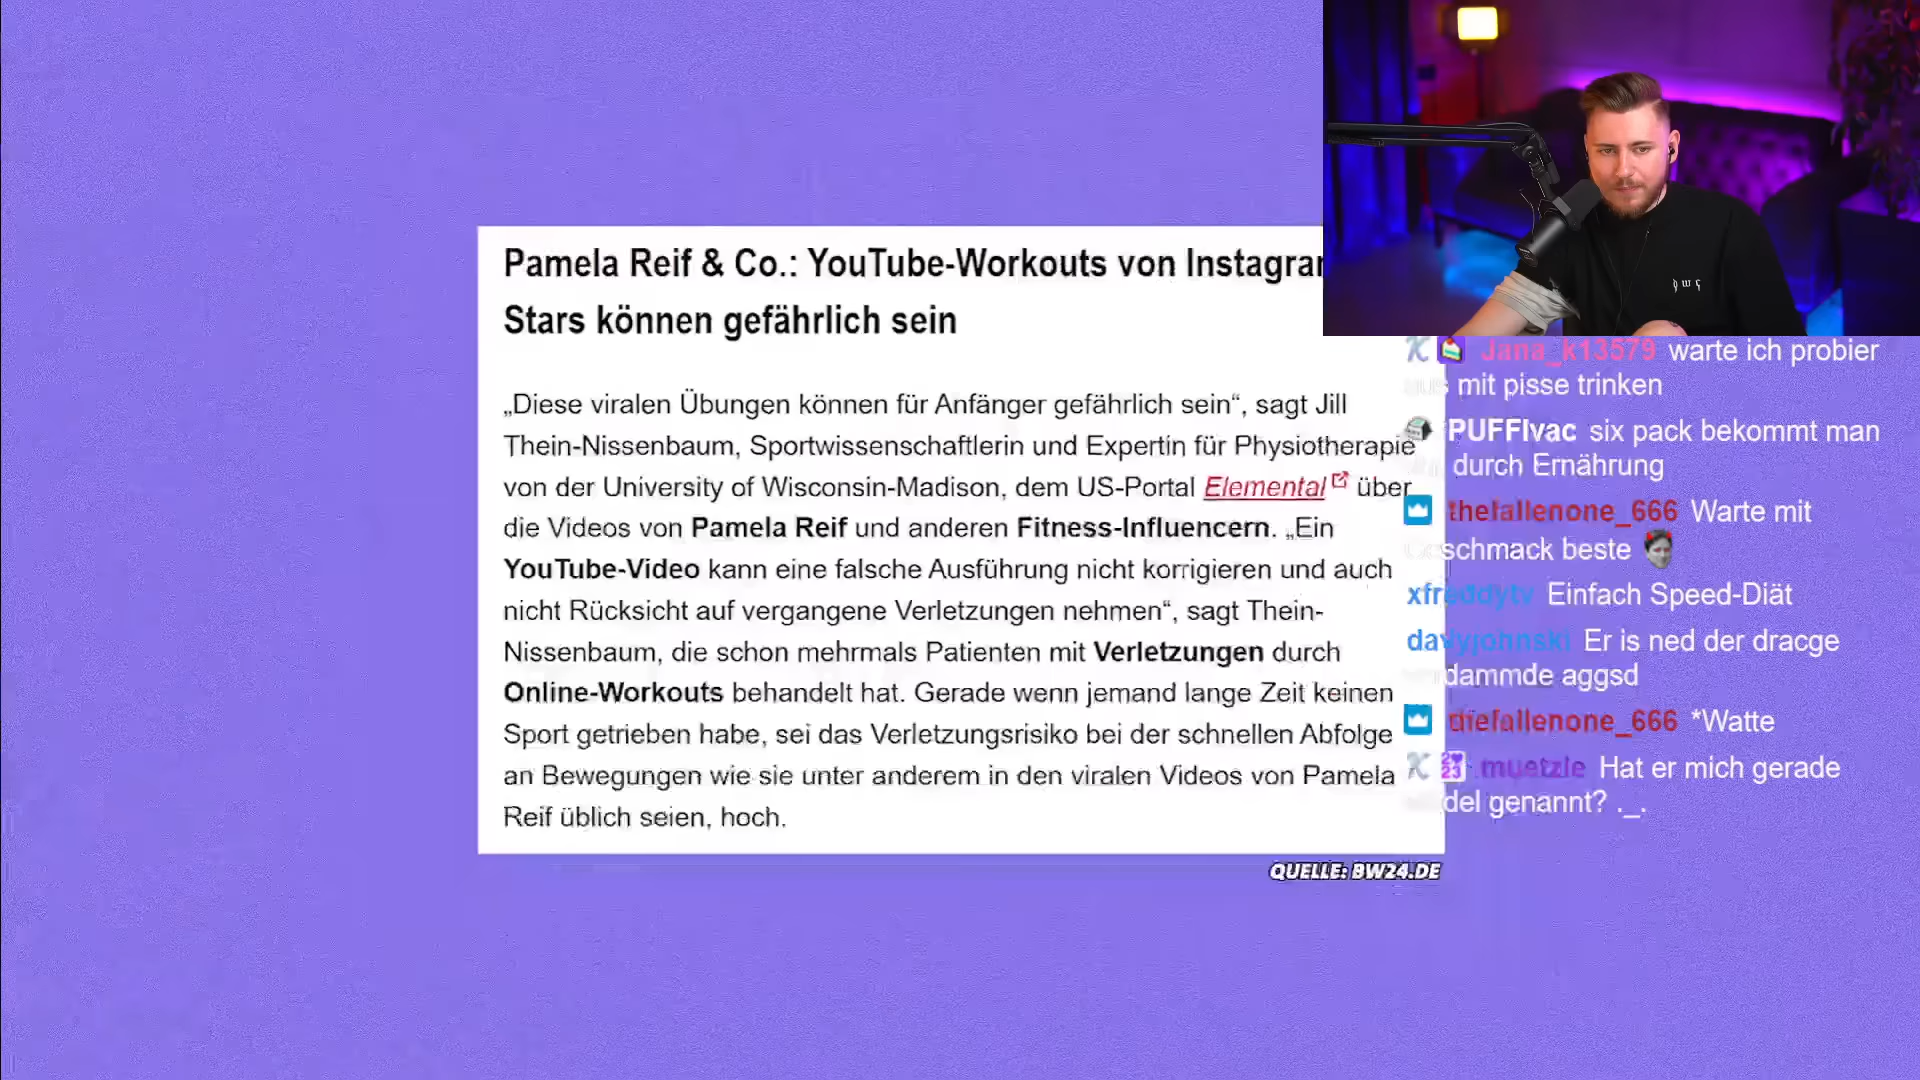 Pamela Reif & Co.: YouTube-Workouts von Instagra
Stars können gefährlich sein
„Diese viralen Übungen können für Anfänger gefährlich sein“, sagt Jill
Thein-Nissenbaum, Sportwissenschaftlerin und Expertin für Physiotherapie
von der University of Wisconsin-Madison, dem US-Portal Elemental über
die Videos von Pamela Reif und anderen Fitness-Influencern. „Ein
YouTube-Video kann eine falsche Ausführung nicht korrigieren und auch
nicht Rücksicht auf vergangene Verletzungen nehmen“, sagt Thein-
Nissenbaum, die schon mehrmals Patienten mit Verletzungen durch
Online-Workouts behandelt hat. Gerade wenn jemand lange Zeit keinen
Sport getrieben habe, sei das Verletzungsrisiko bei der schnellen Abfolge
an Bewegungen wie sie unter anderem in den viralen Videos von Pamela
Reif üblich seien, hoch.
QUELLE: BW24.DE
Jana_k13579 warte ich probier
mit pisse trinken
PUFFIvac six pack bekommt man
durch Ernährung
thefallenone_666 Warte mit
Geschmack beste
xfreddytv Einfach Speed-Diät
davyjohnski Er is ned der dracge
verdammde aggsd
thefallenone_666 *Watte
muetzle Hat er mich gerade
genannt? ._.